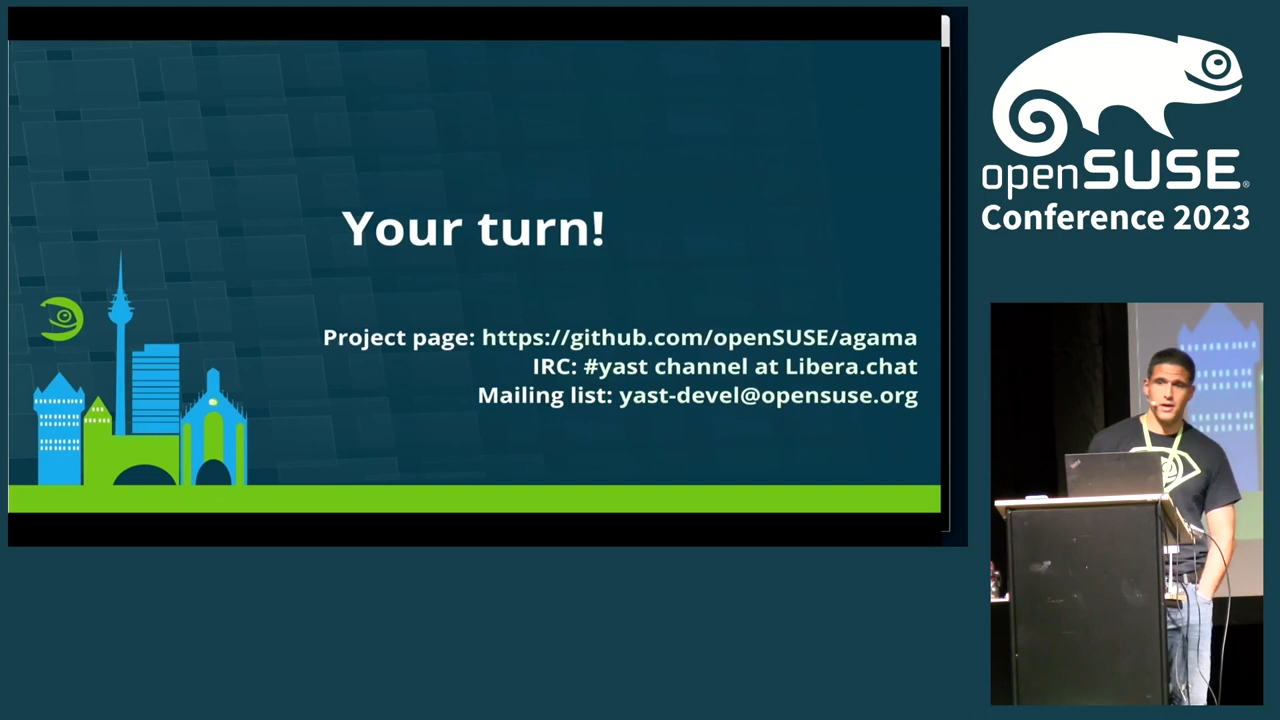 Your turn!
Project page: https://github.com/openSUSE/agama
IRC: #yast channel at Libera.chat
Mailing list: yast-devel@opensuse.org
openSUSE®
Conference 2023